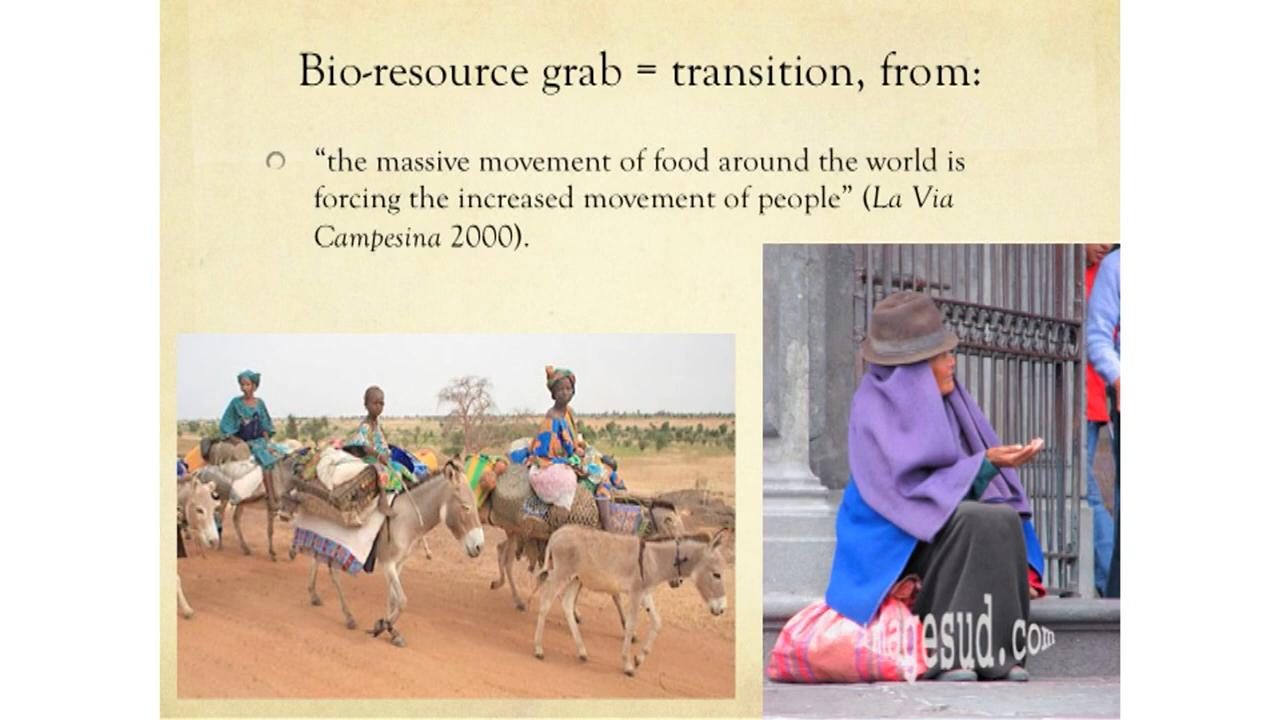 Bio-resource grab = transition, from:
“the massive movement of food around the world is
forcing the increased movement of people” (La Via
Campesina 2000).
imagesud.com